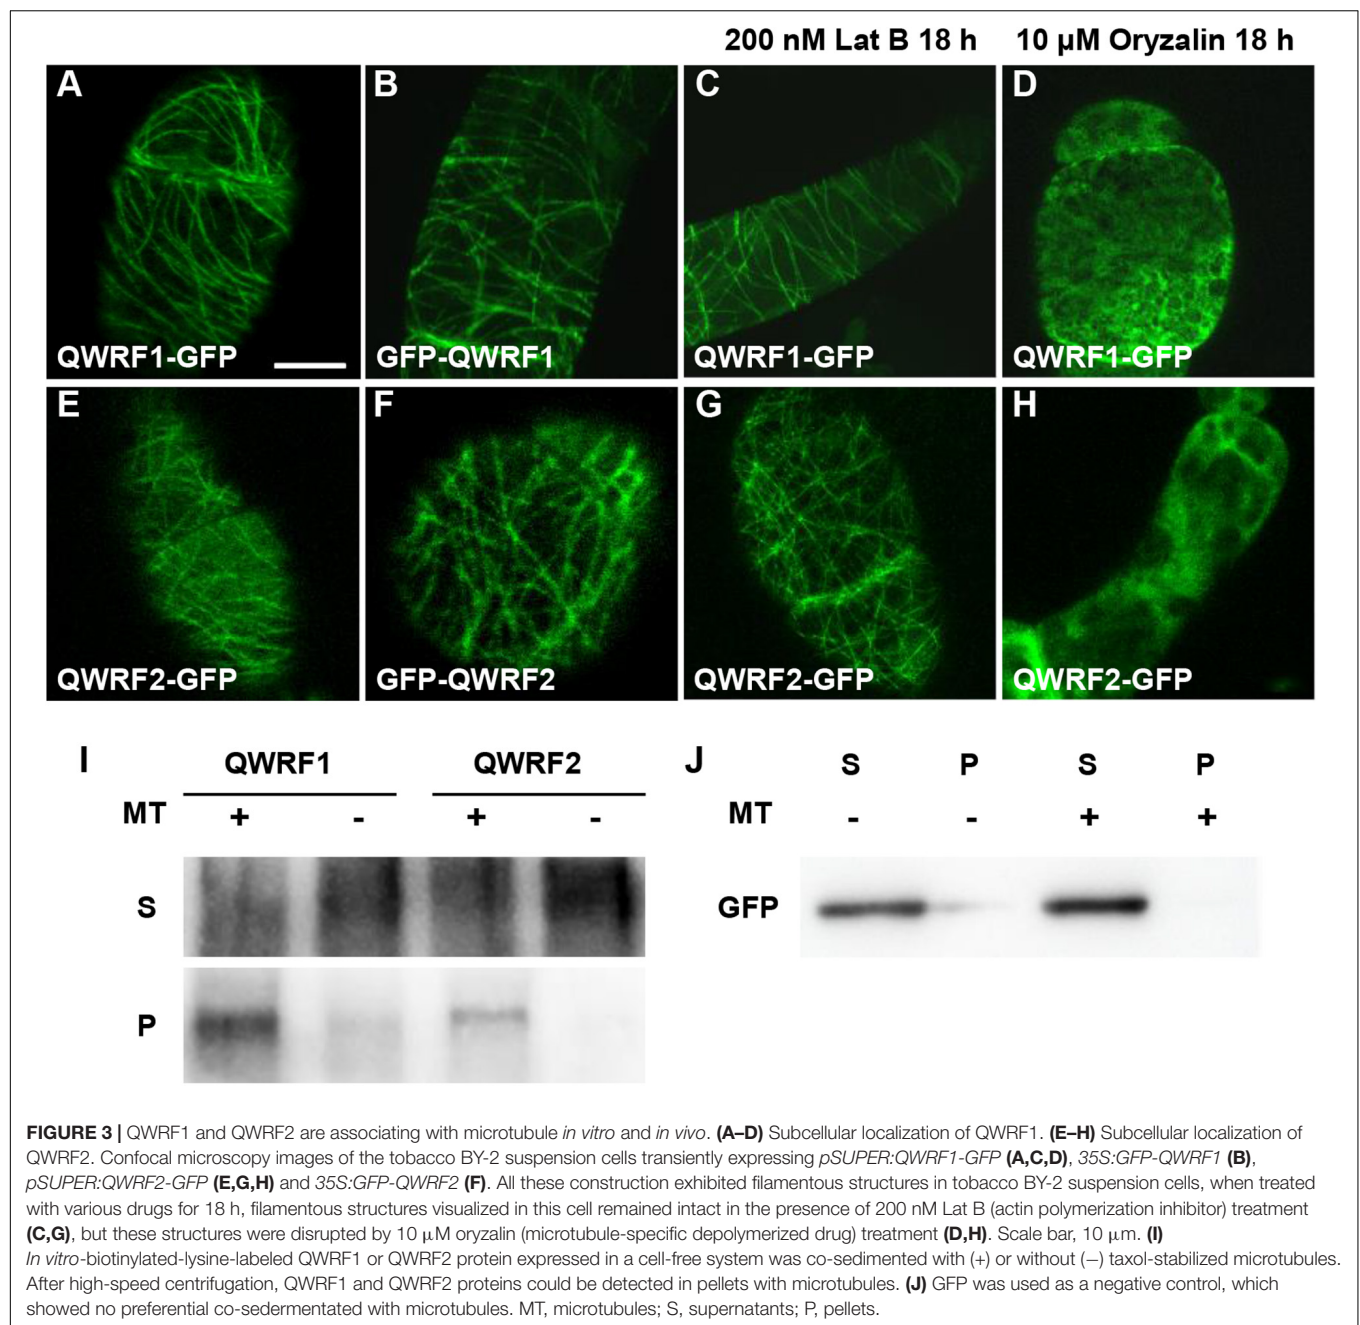 200 nM Lat B 18 h 10 μM Oryzalin 18 h
A B C D
QWRF1-GFP GFP-QWRF1 QWRF1-GFP QWRF1-GFP
E F G H
QWRF2-GFP GFP-QWRF2 QWRF2-GFP QWRF2-GFP
I QWRF1 QWRF2
MT + - + -
S
P
J S P S P
MT - - + +
GFP
FIGURE 3 | QWRF1 and QWRF2 are associating with microtubule in vitro and in vivo. (A–D) Subcellular localization of QWRF1. (E–H) Subcellular localization of
QWRF2. Confocal microscopy images of the tobacco BY-2 suspension cells transiently expressing pSUPER:QWRF1-GFP (A,C,D), 35S:GFP-QWRF1 (B),
pSUPER:QWRF2-GFP (E,G,H) and 35S:GFP-QWRF2 (F). All these construction exhibited filamentous structures in tobacco BY-2 suspension cells, when treated
with various drugs for 18 h, filamentous structures visualized in this cell remained intact in the presence of 200 nM Lat B (actin polymerization inhibitor) treatment
(C,G), but these structures were disrupted by 10 μM oryzalin (microtubule-specific depolymerized drug) treatment (D,H). Scale bar, 10 μm. (I)
In vitro-biotinylated-lysine-labeled QWRF1 or QWRF2 protein expressed in a cell-free system was co-sedimented with (+) or without (−) taxol-stabilized microtubules.
After high-speed centrifugation, QWRF1 and QWRF2 proteins could be detected in pellets with microtubules. (J) GFP was used as a negative control, which
showed no preferential co-sedermentated with microtubules. MT, microtubules; S, supernatants; P, pellets.